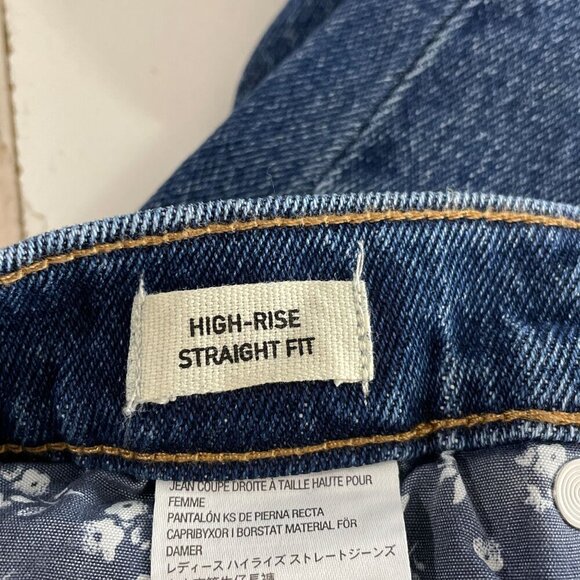 HIGH-RISE
STRAIGHT FIT
JEAN COUPE DROITE À TAILLE HAUTE POUR
FEMME
PANTALÓN KS DE PIERNA RECTA
CAPRIBYXOR I BORSTAT MATERIAL FÖR
DAMER
レディース ハイライズ ストレートジーンズ